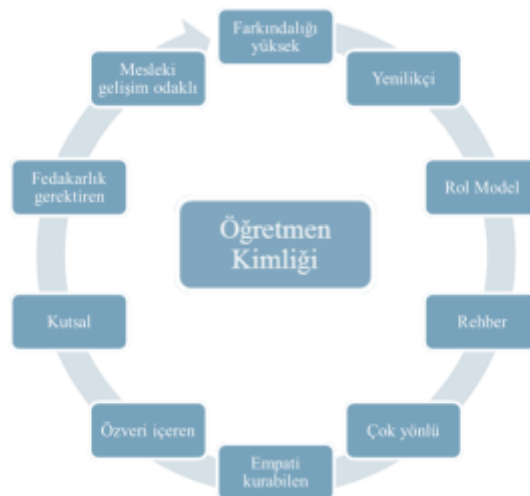 Farkındalığı
yüksek
Yenilikçi
Rol Model
Rehber
Çok yönlü
Empati
kurabilen
Özveri içeren
Kutsal
Fedakarlık
gerektiren
Mesleki
gelişim odaklı
Öğretmen
Kimliği